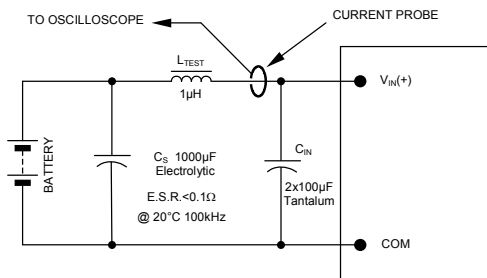 TO OSCILLOSCOPE
CURRENT PROBE
LTEST
1μH
VIN(+)
BATTERY
CS 1000μF
Electrolytic
E.S.R.<0.1Ω
@ 20°C 100kHz
CIN
2x100μF
Tantalum
COM